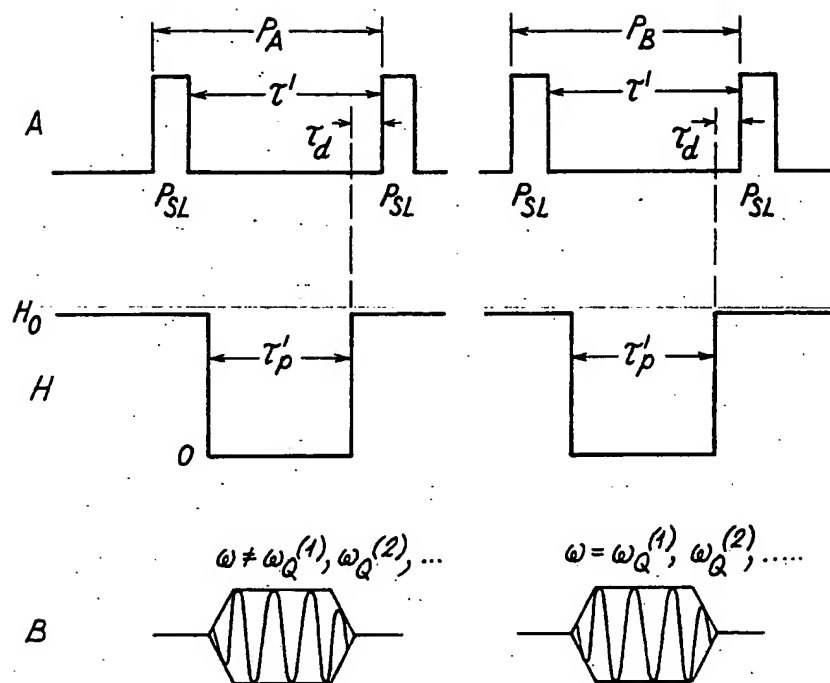 P_A P_B
τ' τ'
A τ_d τ_d
P_SL P_SL P_SL P_SL
H_0
τ'_p τ'_p
H
0
ω ≠ ω_Q^(1), ω_Q^(2), ... ω = ω_Q^(1), ω_Q^(2), .....
B